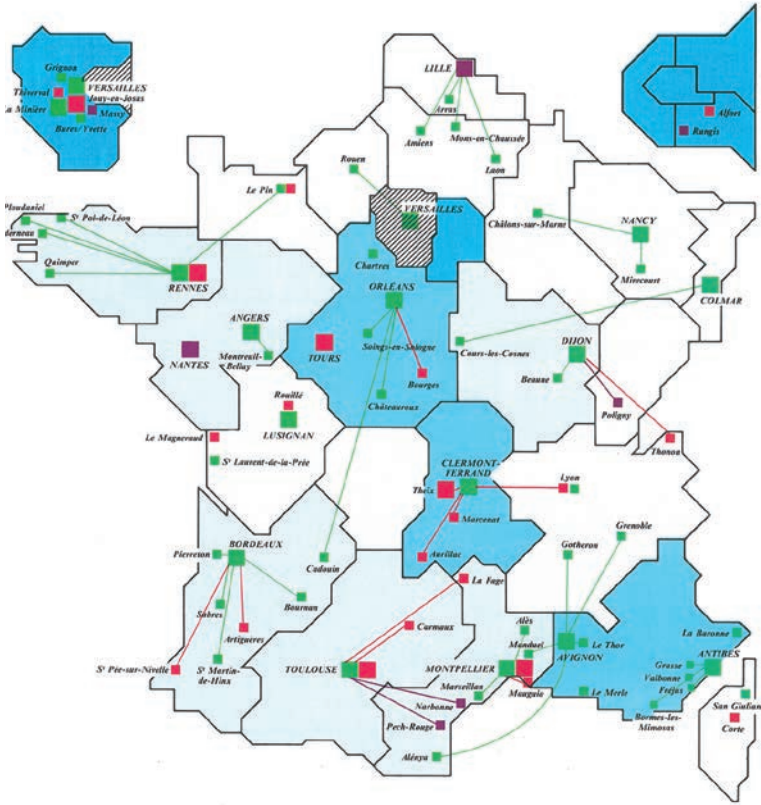 Grignon
Thiverval
VERSAILLES
Jouy-en-Josas
La Minière
Massy
Bures/Yvette
LILLE
Arras
Amiens
Mons-en-Chaussée
Laon
Alfort
Rungis
Rouen
Le Pin
VERSAILLES
Ploudaniel
St Pol-de-Léon
Quimper
RENNES
Châlons-sur-Marne
NANCY
Mirecourt
COLMAR
Chartres
ORLÉANS
ANGERS
NANTES
Montreuil-
Bellay
TOURS
Soings-en-Sologne
Bourges
Châteauroux
Cours-les-Cosnes
DIJON
Beaune
Poligny
Thonon
Rouillé
LUSIGNAN
Le Magneraud
St Laurent-de-la-Prée
CLERMONT-
FERRAND
Theix
Marcenat
Aurillac
Lyon
Grenoble
Gotheron
BORDEAUX
Pierroton
Cadouin
Bournan
Sabres
Artiguères
St Pée-sur-Nivelle
St Martin-
de-Hinx
La Fage
Carmaux
TOULOUSE
Alès
Manduel
Le Thor
AVIGNON
MONTPELLIER
Mauguio
Marseillan
Narbonne
Pech-Rouge
Alénya
Le Merle
La Baronne
ANTIBES
Grasse
Valbonne
Fréjus
Bormes-les-
Mimosas
San Giuliano
Corte